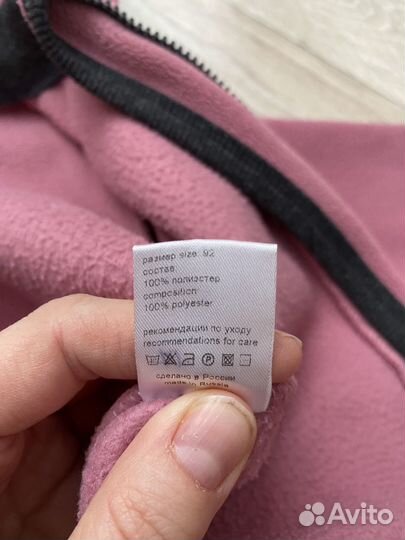 размер size: 92
состав
100% полиэстер
composition
100% polyester
рекомендации по уходу
recommendations for care
сделано в России
made in Russia
Avito